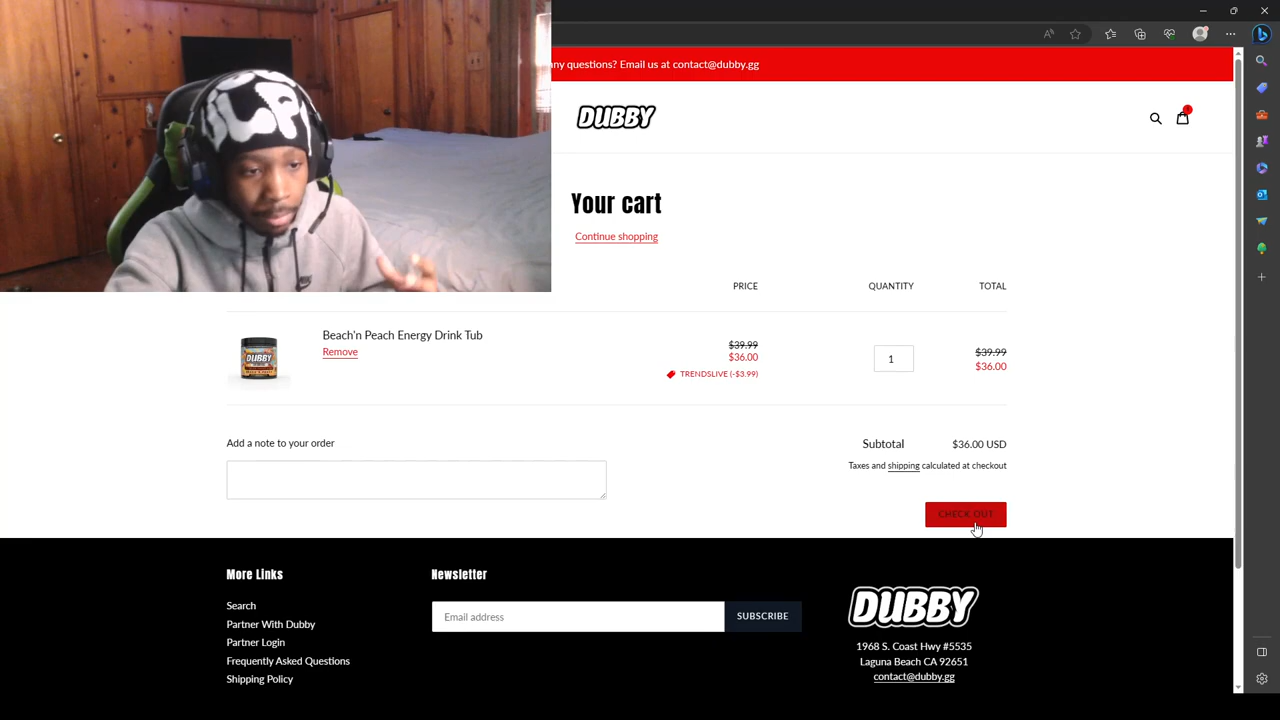 ny questions? Email us at contact@dubby.gg
DUBBY
Your cart
Continue shopping
PRICE
QUANTITY
TOTAL
DUBBY
Beach'n Peach Energy Drink Tub
Remove
$39.99
$36.00
TRENDSLIVE (-$3.99)
1
$39.99
$36.00
Add a note to your order
Subtotal
$36.00 USD
Taxes and shipping calculated at checkout
CHECK OUT
More Links
Search
Partner With Dubby
Partner Login
Frequently Asked Questions
Shipping Policy
Newsletter
Email address
SUBSCRIBE
DUBBY
1968 S. Coast Hwy #5535
Laguna Beach CA 92651
contact@dubby.gg